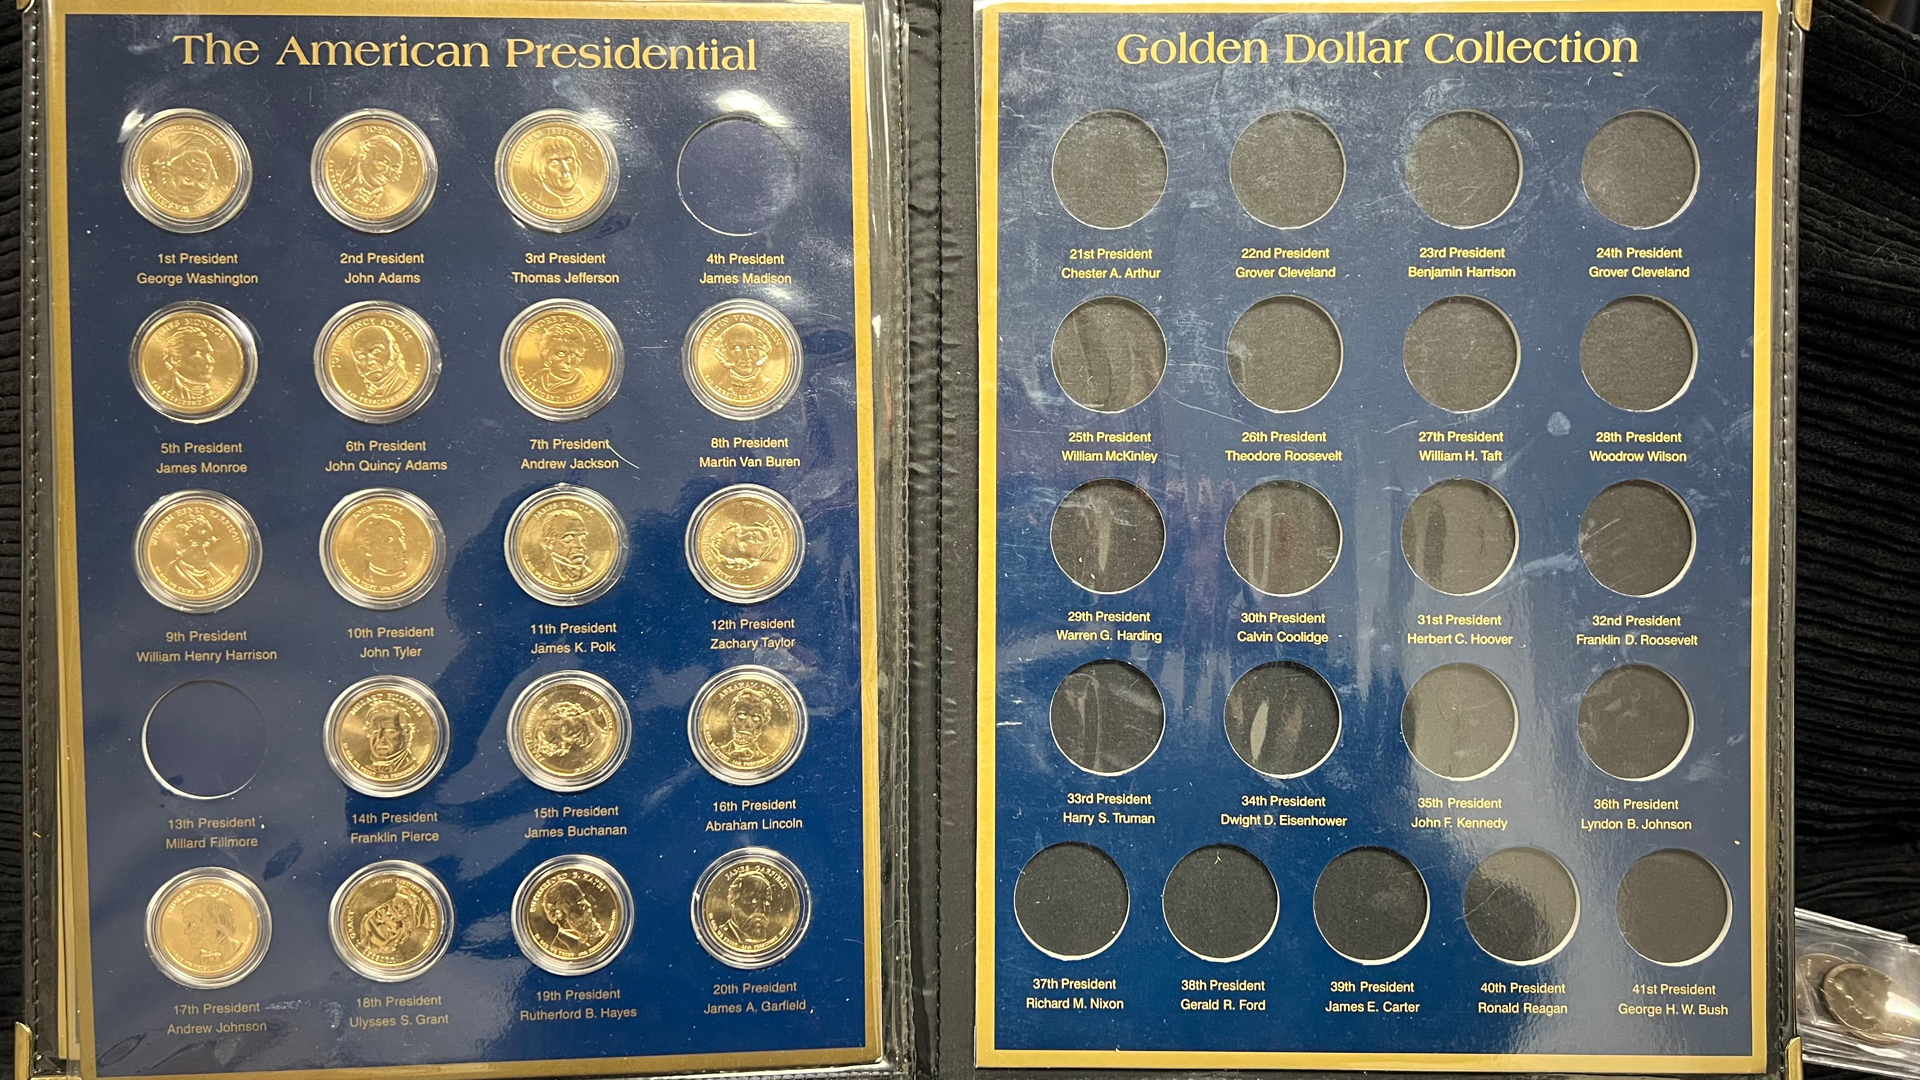 The American Presidential
1st President
George Washington
2nd President
John Adams
3rd President
Thomas Jefferson
4th President
James Madison
5th President
James Monroe
6th President
John Quincy Adams
7th President
Andrew Jackson
8th President
Martin Van Buren
9th President
William Henry Harrison
10th President
John Tyler
11th President
James K. Polk
12th President
Zachary Taylor
13th President
Millard Fillmore
14th President
Franklin Pierce
15th President
James Buchanan
16th President
Abraham Lincoln
17th President
Andrew Johnson
18th President
Ulysses S. Grant
19th President
Rutherford B. Hayes
20th President
James A. Garfield
Golden Dollar Collection
21st President
Chester A. Arthur
22nd President
Grover Cleveland
23rd President
Benjamin Harrison
24th President
Grover Cleveland
25th President
William McKinley
26th President
Theodore Roosevelt
27th President
William H. Taft
28th President
Woodrow Wilson
29th President
Warren G. Harding
30th President
Calvin Coolidge
31st President
Herbert C. Hoover
32nd President
Franklin D. Roosevelt
33rd President
Harry S. Truman
34th President
Dwight D. Eisenhower
35th President
John F. Kennedy
36th President
Lyndon B. Johnson
37th President
Richard M. Nixon
38th President
Gerald R. Ford
39th President
James E. Carter
40th President
Ronald Reagan
41st President
George H. W. Bush